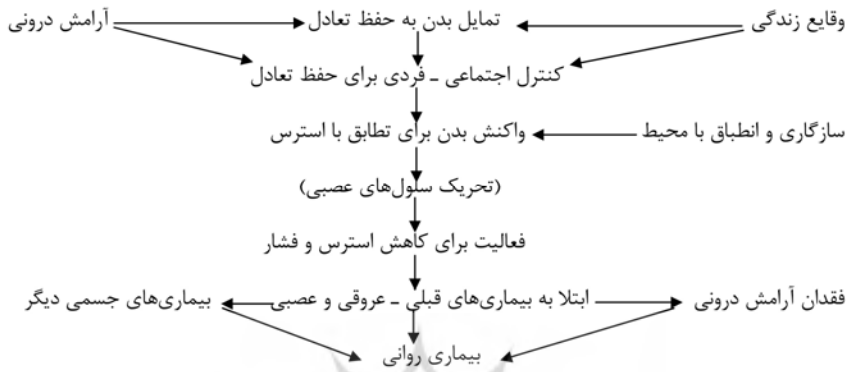 وقایع زندگی تمایل بدن به حفظ تعادل آرامش درونی
کنترل اجتماعی ـ فردی برای حفظ تعادل
سازگاری و انطباق با محیط واکنش بدن برای تطابق با استرس
(تحریک سلول‌های عصبی)
فعالیت برای کاهش استرس و فشار
فقدان آرامش درونی ابتلا به بیماری‌های قبلی ـ عروقی و عصبی بیماری‌های جسمی دیگر
بیماری روانی